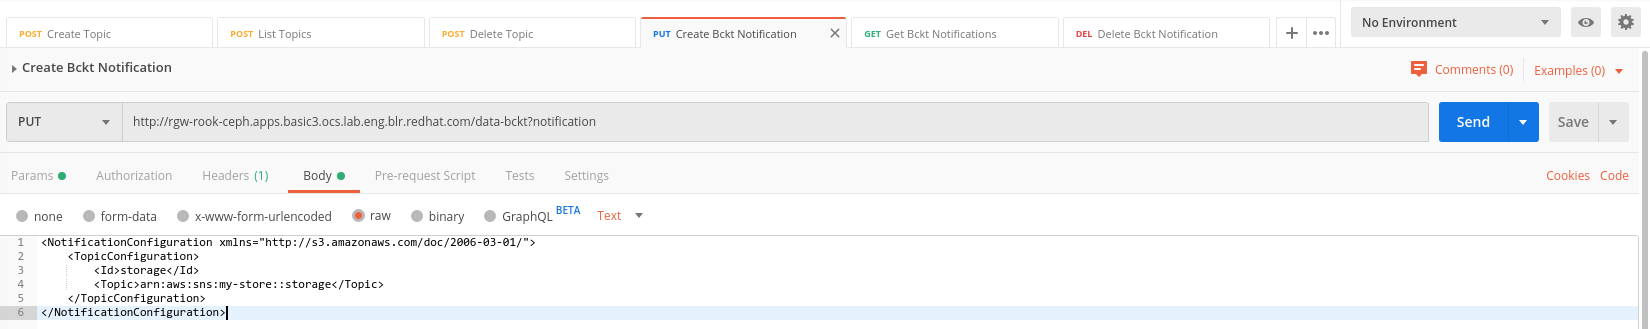 POST Create Topic POST List Topics POST Delete Topic PUT Create Bckt Notification GET Get Bckt Notifications DEL Delete Bckt Notification No Environment
Create Bckt Notification Comments (0) Examples (0)
PUT http://rgw-rook-ceph.apps.basic3.ocs.lab.eng.blr.redhat.com/data-bckt?notification Send Save
Params Authorization Headers (1) Body Pre-request Script Tests Settings Cookies Code
none form-data x-www-form-urlencoded raw binary GraphQL BETA Text
1 <NotificationConfiguration xmlns="http://s3.amazonaws.com/doc/2006-03-01/">
2 <TopicConfiguration>
3 <Id>storage</Id>
4 <Topic>arn:aws:sns:my-store::storage</Topic>
5 </TopicConfiguration>
6 </NotificationConfiguration>